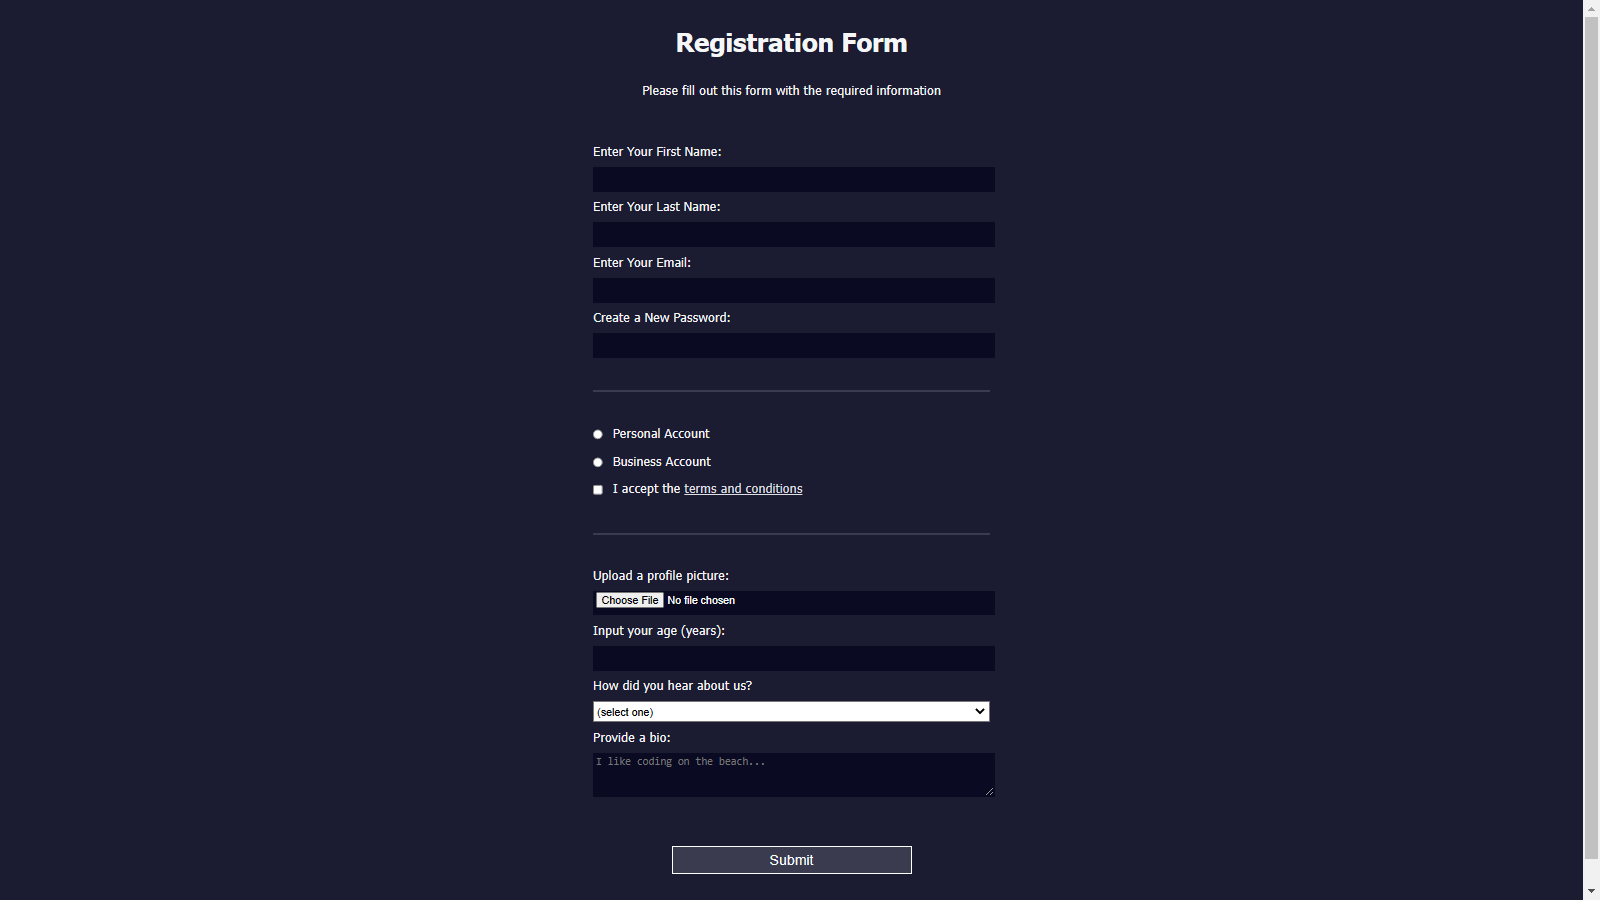 Registration Form
Please fill out this form with the required information
Enter Your First Name:
Enter Your Last Name:
Enter Your Email:
Create a New Password:
Personal Account
Business Account
I accept the terms and conditions
Upload a profile picture:
Choose File No file chosen
Input your age (years):
How did you hear about us?
(select one)
Provide a bio:
I like coding on the beach...
Submit